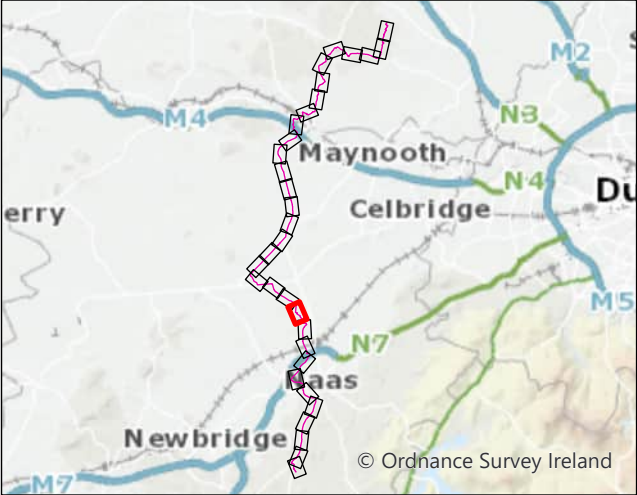 M2
N3
M4
Maynooth
N4
Celbridge
Du
erry
M5
N7
Naas
Newbridge
© Ordnance Survey Ireland
M7